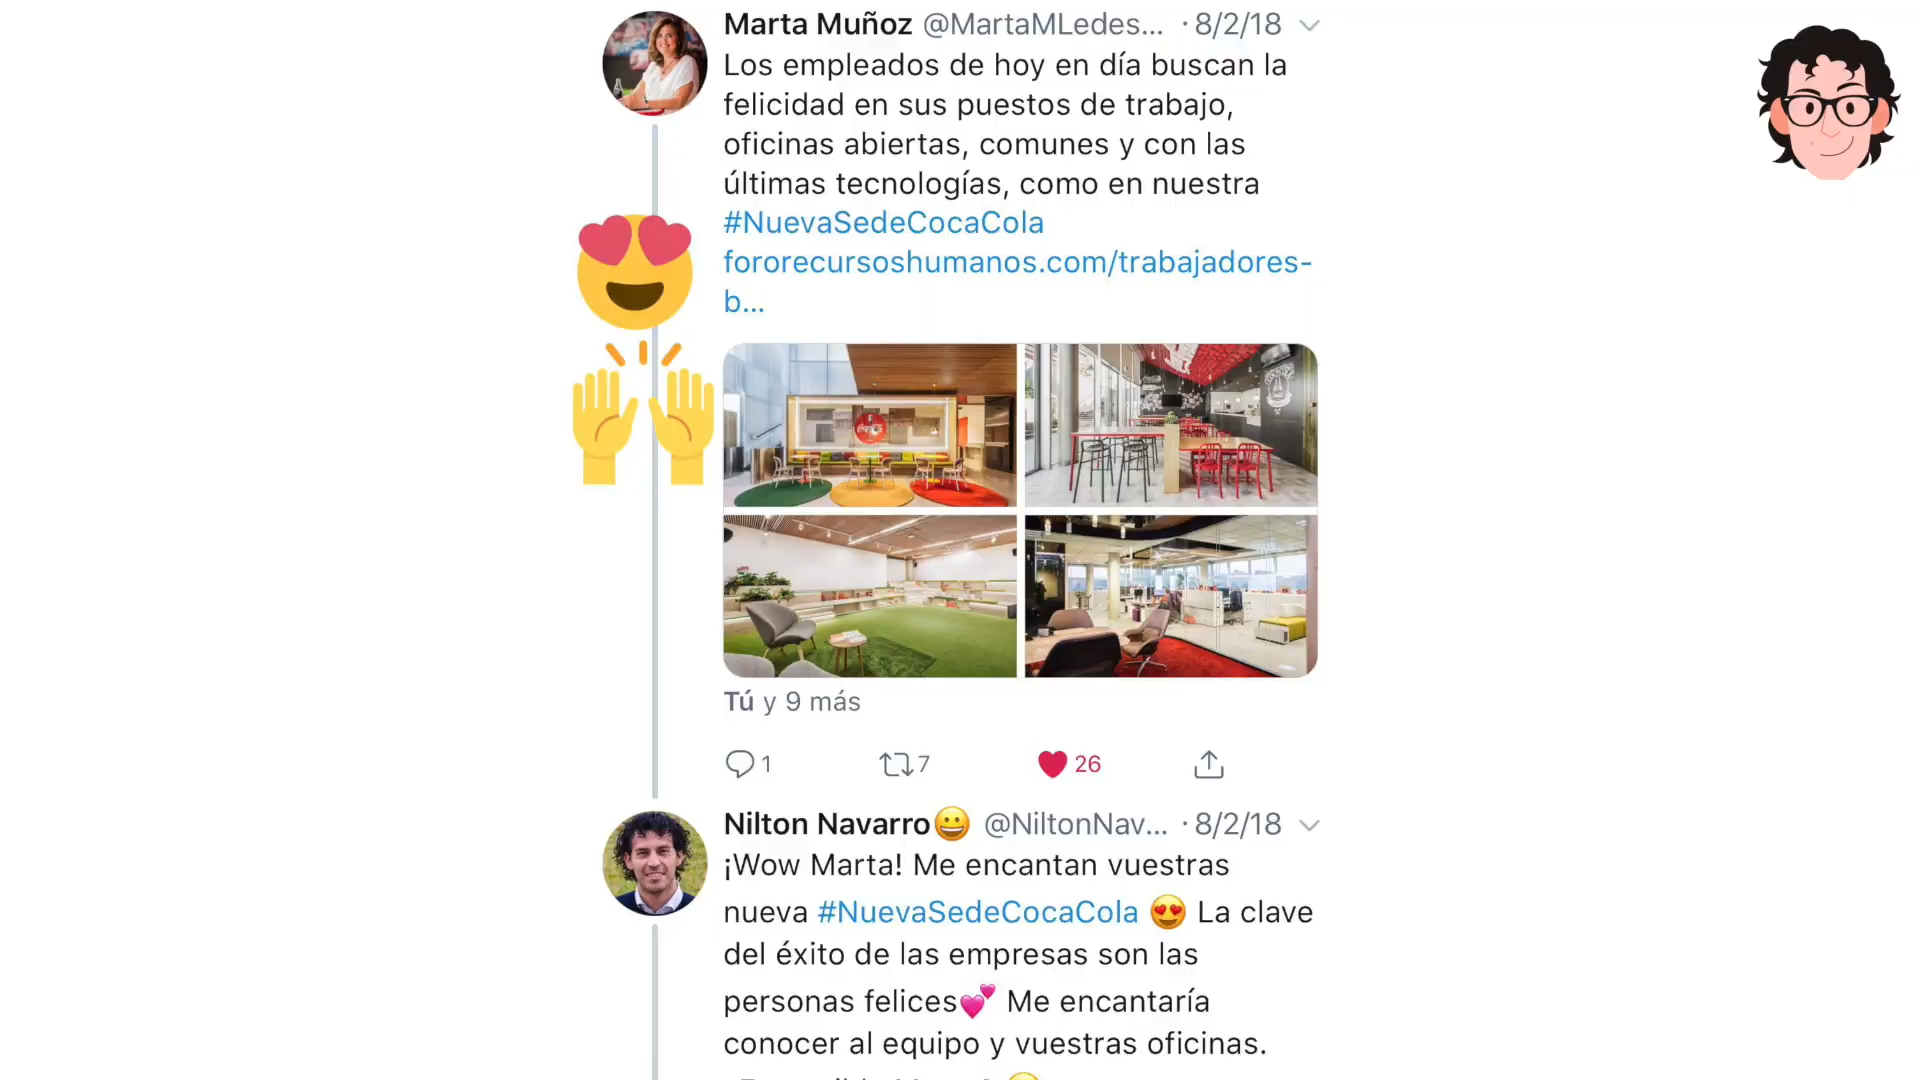 Marta Muñoz @MartaMLedes... · 8/2/18
Los empleados de hoy en día buscan la
felicidad en sus puestos de trabajo,
oficinas abiertas, comunes y con las
últimas tecnologías, como en nuestra
#NuevaSedeCocaCola
fororecursoshumanos.com/trabajadores-
b...
Coca-Cola
Tú y 9 más
1 7 26
Nilton Navarro😀 @NiltonNav... · 8/2/18
¡Wow Marta! Me encantan vuestras
nueva #NuevaSedeCocaCola 😍 La clave
del éxito de las empresas son las
personas felices💕 Me encantaría
conocer al equipo y vuestras oficinas.